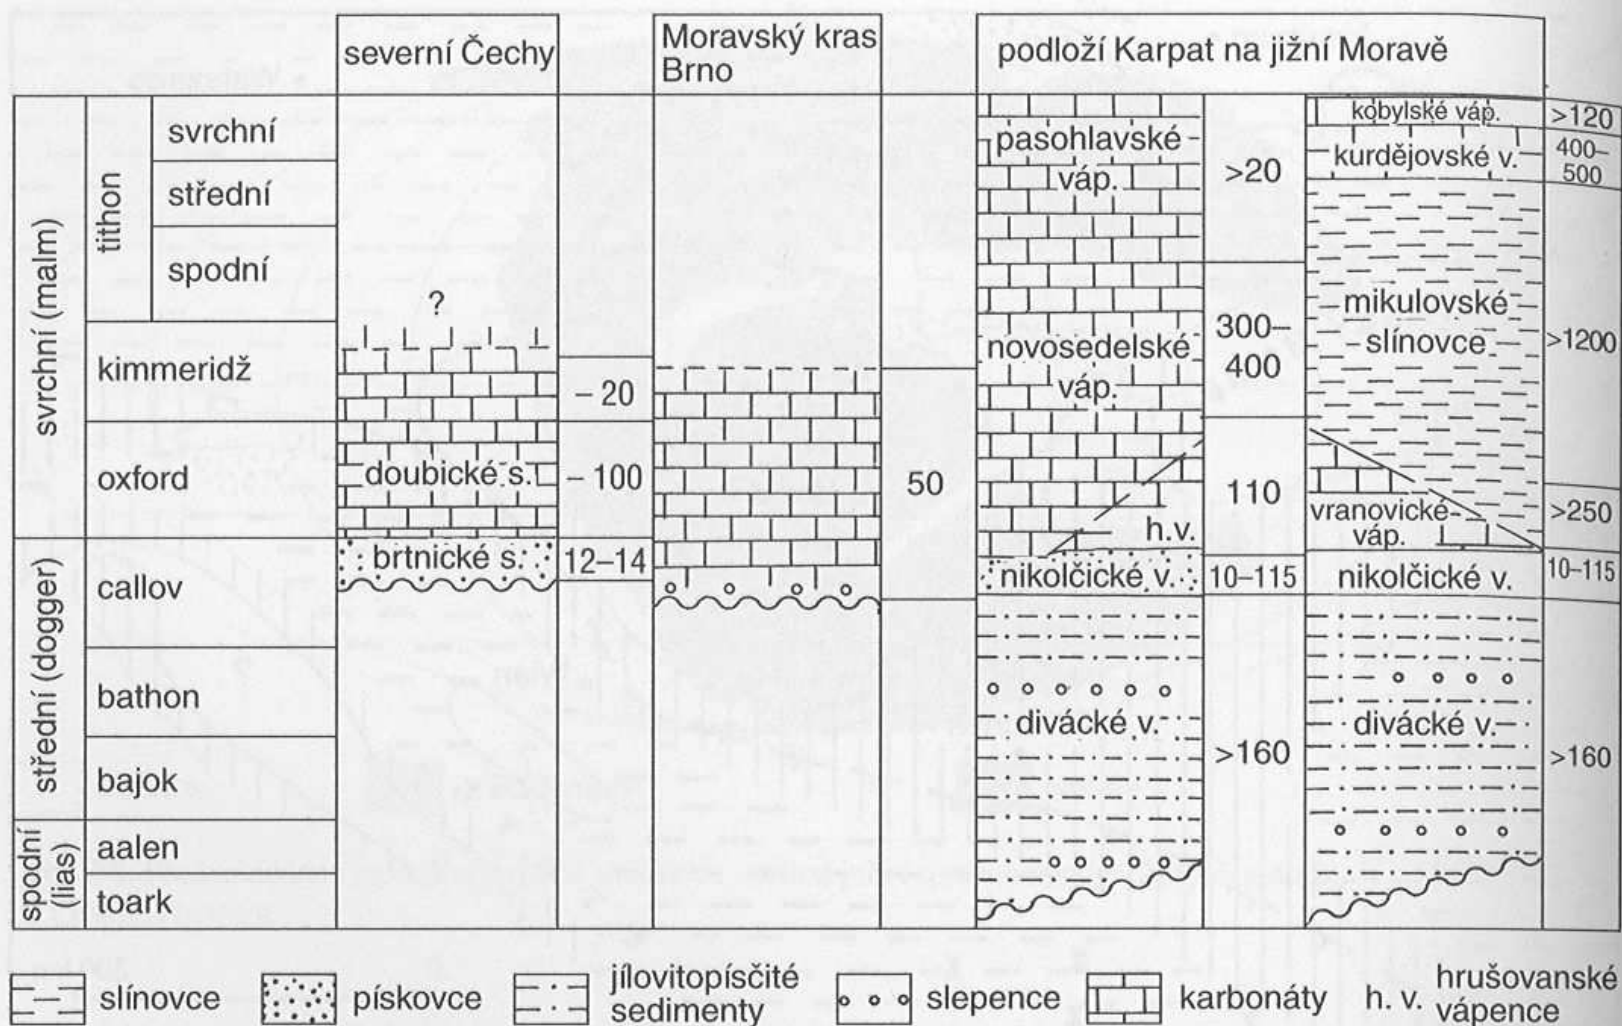 severní Čechy
Moravský kras
Brno
podloží Karpat na jižní Moravě
svrchní (malm)
tithon
svrchní
střední
spodní
kimmeridž
oxford
střední (dogger)
callov
bathon
bajok
spodní
(lias)
aalen
toark
?
doubické s.
brtnické s.
–20
–100
12–14
50
pasohlavské
váp.
novosedelské
váp.
h.v.
nikolčické v.
divácké v.
>20
300–
400
110
10–115
>160
kobylské váp.
kurdějovské v.
mikulovské
slínovce
vranovické
váp.
nikolčické v.
divácké v.
>120
400–
500
>1200
>250
10–115
>160
slínovce
pískovce
jílovitopísčité
sedimenty
slepence
karbonáty
h. v.
hrušovanské
vápence